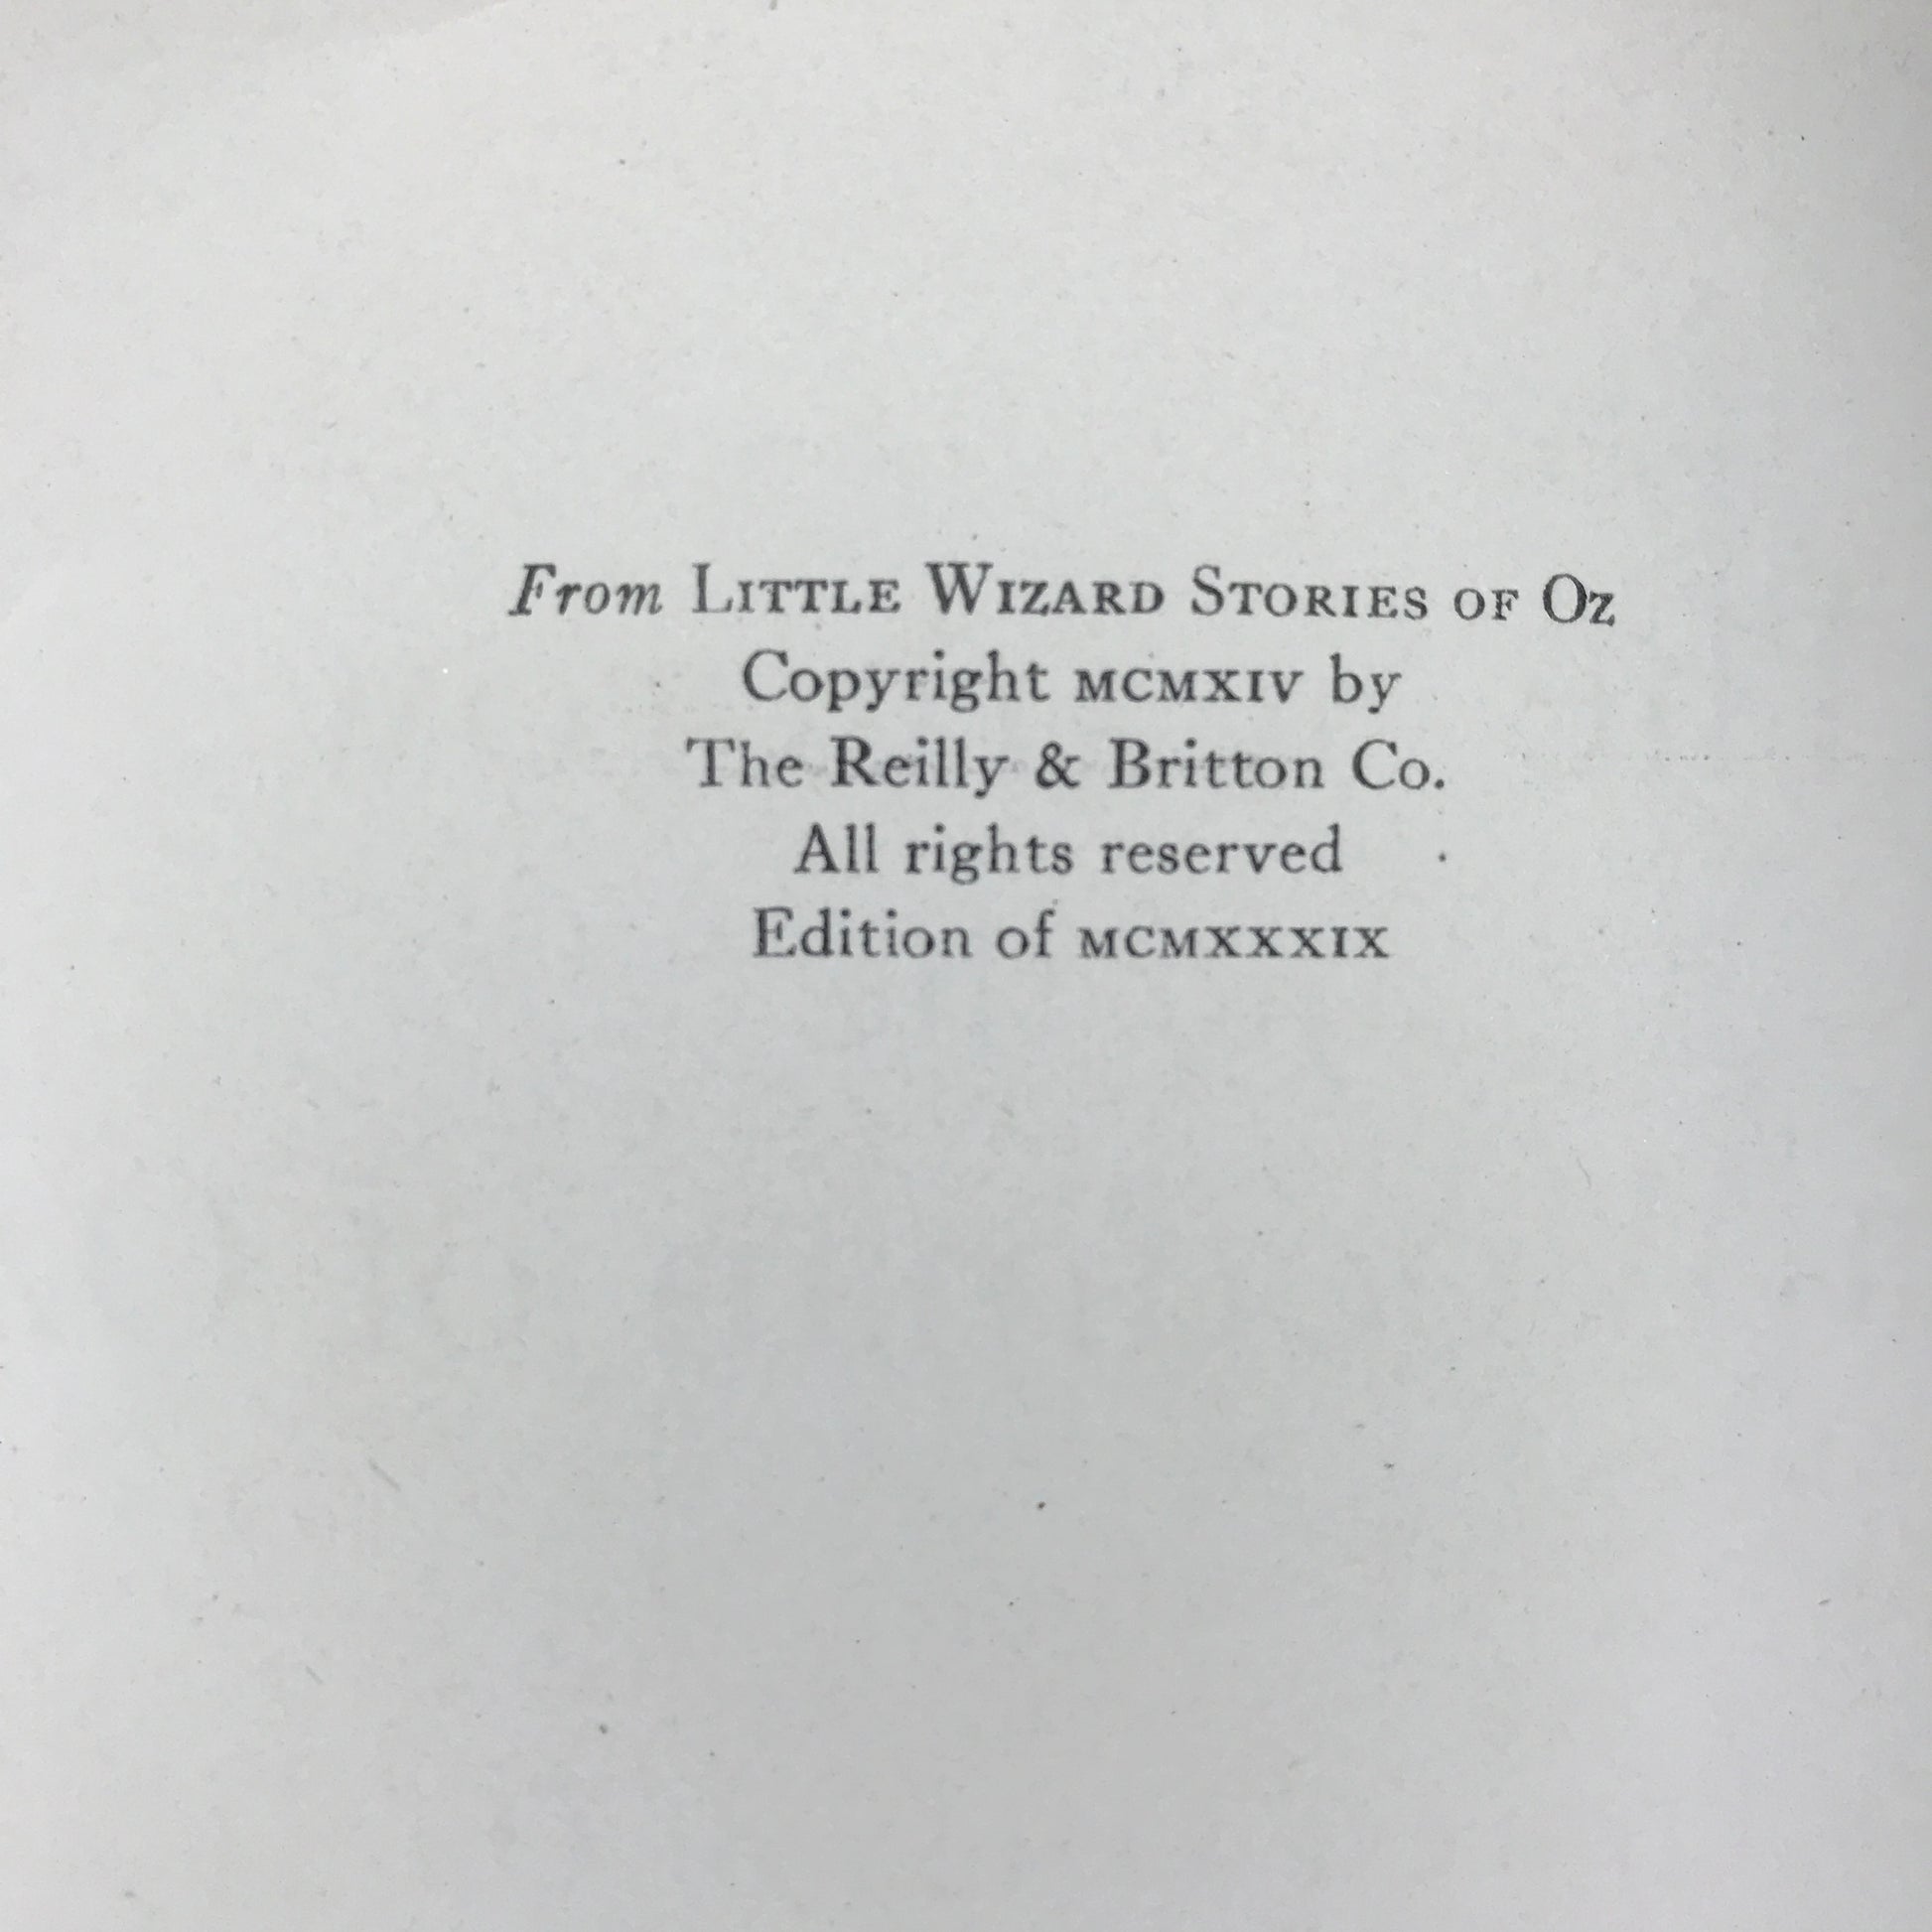 From LITTLE WIZARD STORIES OF OZ
Copyright MCMXIV by
The Reilly & Britton Co.
All rights reserved
Edition of MCMXXXIX